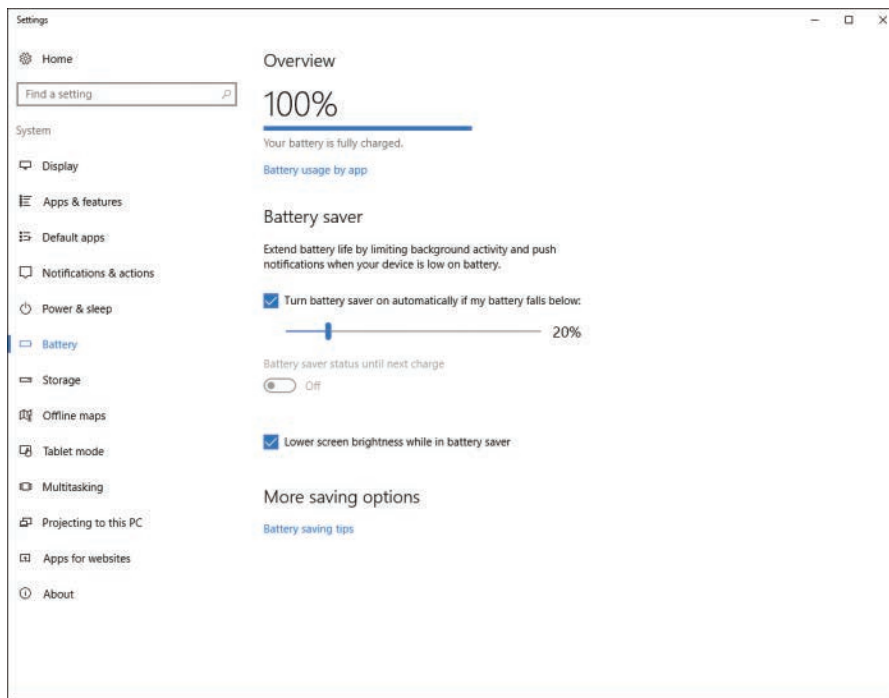 Settings
Home
Find a setting
System
Display
Apps & features
Default apps
Notifications & actions
Power & sleep
Battery
Storage
Offline maps
Tablet mode
Multitasking
Projecting to this PC
Apps for websites
About
Overview
100%
Your battery is fully charged.
Battery usage by app
Battery saver
Extend battery life by limiting background activity and push
notifications when your device is low on battery.
Turn battery saver on automatically if my battery falls below:
20%
Battery saver status until next charge
Off
Lower screen brightness while in battery saver
More saving options
Battery saving tips